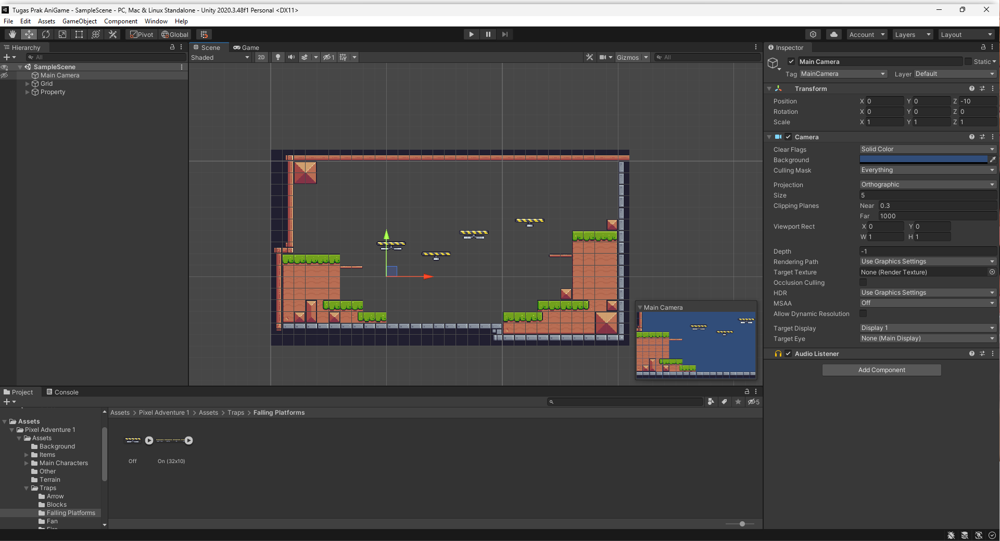 Tugas Prak AniGame - SampleScene - PC, Mac & Linux Standalone - Unity 2020.3.48f1 Personal <DX11>
File Edit Assets GameObject Component Window Help
Pivot Global Account Layers Layout
Hierarchy
All
SampleScene
Main Camera
Grid
Property
Scene Game
Shaded 2D 1 Gizmos All
Main Camera
Inspector
Main Camera Static
Tag MainCamera Layer Default
Transform
Position X 0 Y 0 Z -10
Rotation X 0 Y 0 Z 0
Scale X 1 Y 1 Z 1
Camera
Clear Flags Solid Color
Background
Culling Mask Everything
Projection Orthographic
Size 5
Clipping Planes Near 0.3
Far 1000
Viewport Rect X 0 Y 0
W 1 H 1
Depth -1
Rendering Path Use Graphics Settings
Target Texture None (Render Texture)
Occlusion Culling
HDR Use Graphics Settings
MSAA Off
Allow Dynamic Resolution
Target Display Display 1
Target Eye None (Main Display)
Audio Listener
Add Component
Project Console
5
Assets
Pixel Adventure 1
Assets
Background
Items
Main Characters
Other
Terrain
Traps
Arrow
Blocks
Falling Platforms
Fan
Assets > Pixel Adventure 1 > Assets > Traps > Falling Platforms
Off On (32x10)